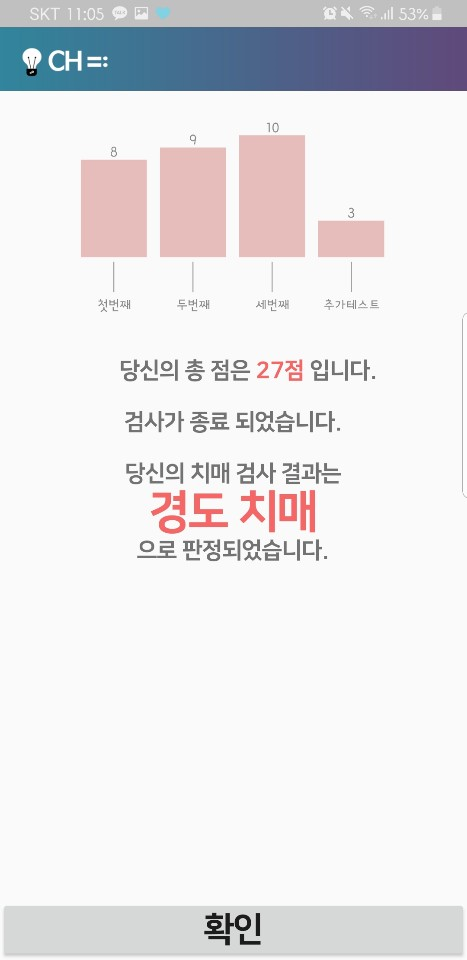 SKT 11:05 53%
CH =:
8
9
10
3
첫번째
두번째
세번째
추가테스트
당신의 총 점은 27점 입니다.
검사가 종료 되었습니다.
당신의 치매 검사 결과는
경도 치매
으로 판정되었습니다.
확인